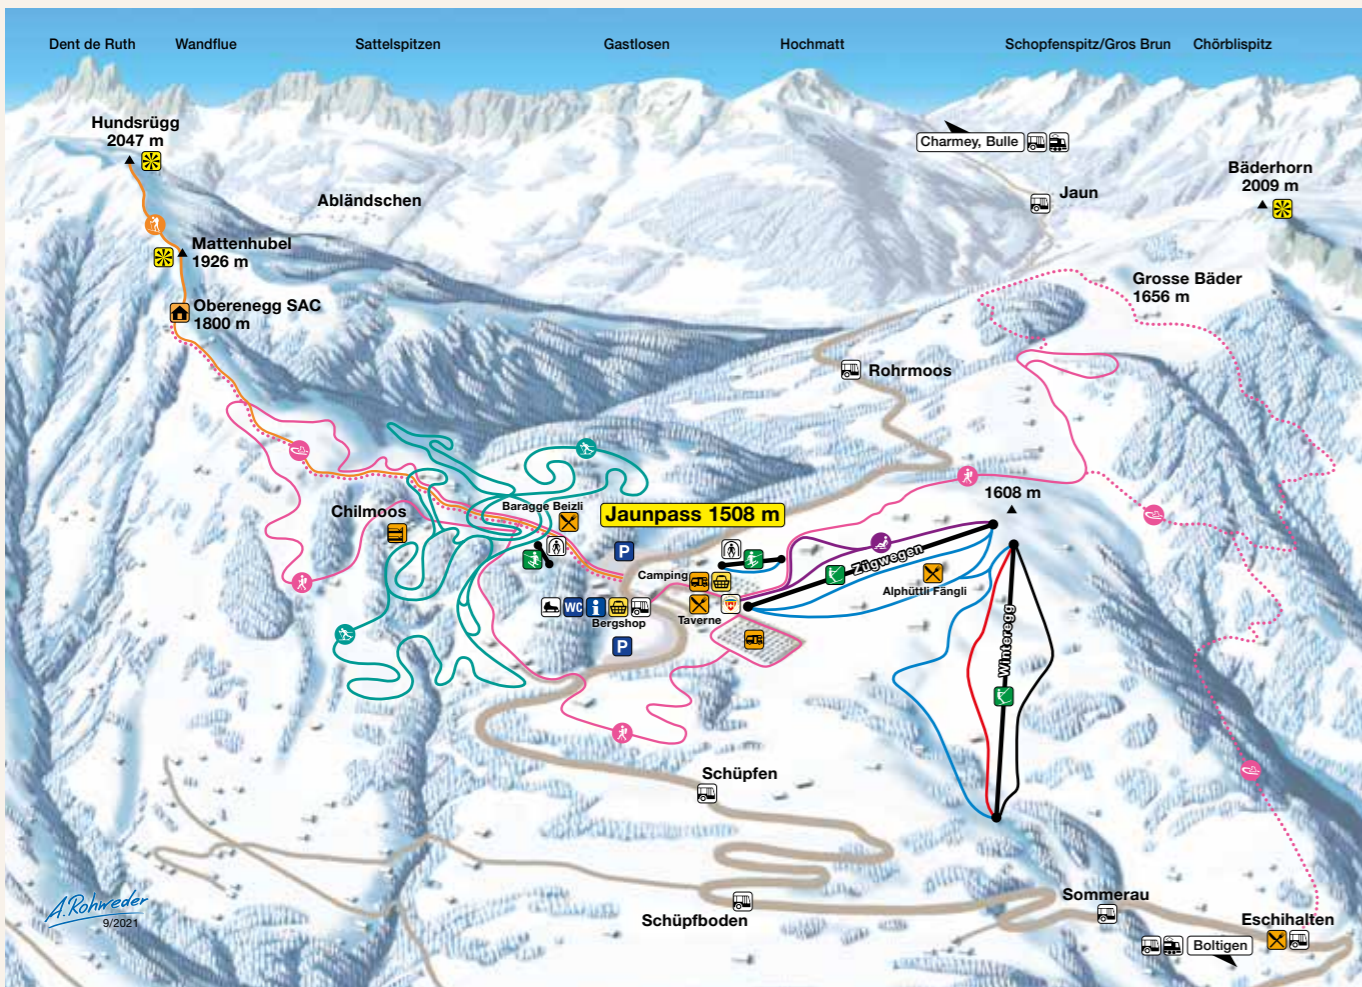 Dent de Ruth
Wandflue
Sattelspitzen
Gastlosen
Hochmatt
Schopfenspitz/Gros Brun
Chörblispitz
Hundsrügg
2047 m
Charmey, Bulle
Bäderhorn
2009 m
Abländschen
Jaun
Mattenhubel
1926 m
Grosse Bäder
1656 m
Oberenegg SAC
1800 m
Rohrmoos
1608 m
Chilmoos
Baragge Beizli
Jaunpass 1508 m
P
Zügwegen
Camping
Alphüttli Fängli
WC
i
Bergshop
Taverne
P
Winteregg
Schüpfen
Schüpfboden
Sommerau
Eschihalten
Boltigen
A.Rohweder
9/2021